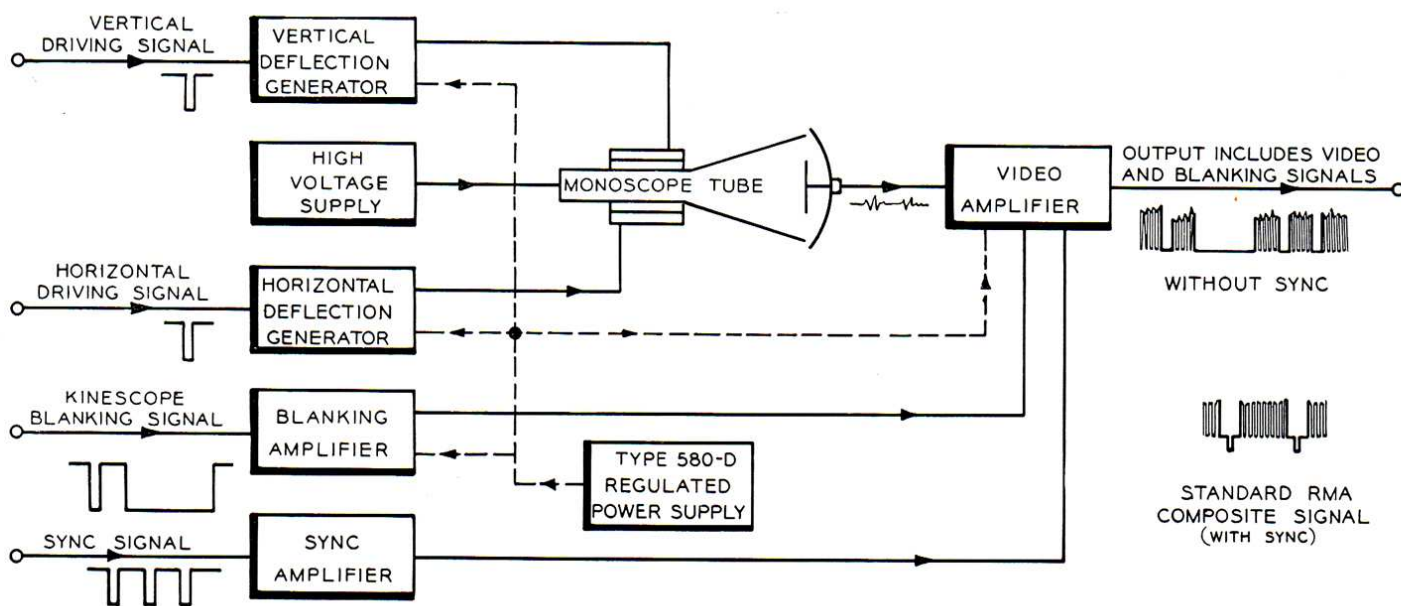 VERTICAL
DRIVING SIGNAL
VERTICAL
DEFLECTION
GENERATOR
HIGH
VOLTAGE
SUPPLY
MONOSCOPE TUBE
VIDEO
AMPLIFIER
OUTPUT INCLUDES VIDEO
AND BLANKING SIGNALS
WITHOUT SYNC
HORIZONTAL
DRIVING SIGNAL
HORIZONTAL
DEFLECTION
GENERATOR
KINESCOPE
BLANKING SIGNAL
BLANKING
AMPLIFIER
TYPE 580-D
REGULATED
POWER SUPPLY
STANDARD RMA
COMPOSITE SIGNAL
(WITH SYNC)
SYNC SIGNAL
SYNC
AMPLIFIER